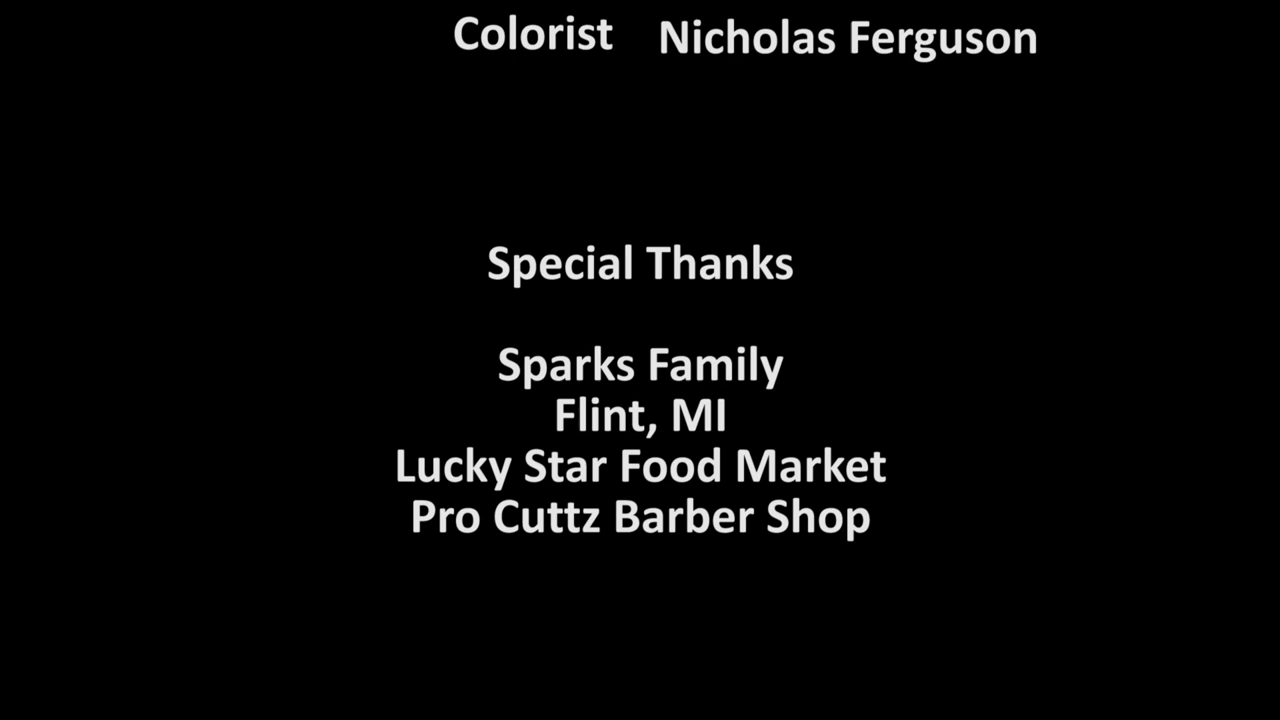 Colorist Nicholas Ferguson
Special Thanks
Sparks Family
Flint, MI
Lucky Star Food Market
Pro Cuttz Barber Shop